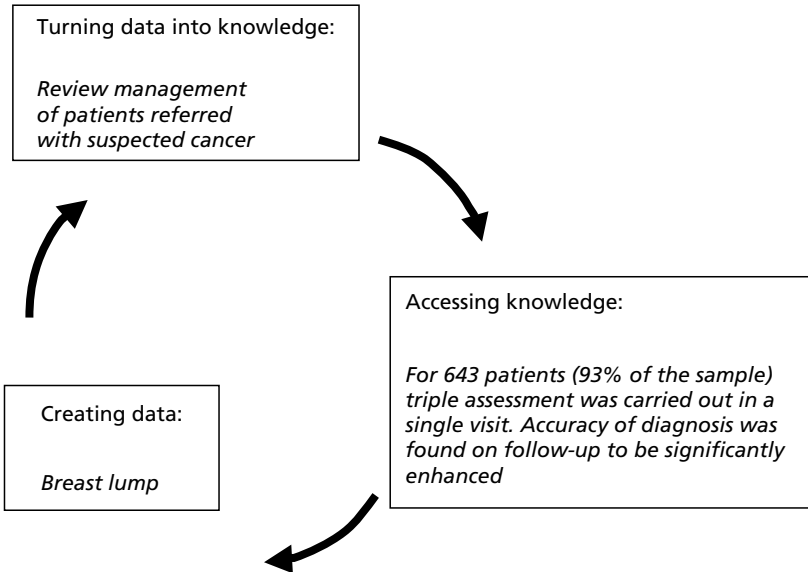 Turning data into knowledge:
Review management
of patients referred
with suspected cancer
Accessing knowledge:
For 643 patients (93% of the sample)
triple assessment was carried out in a
single visit. Accuracy of diagnosis was
found on follow-up to be significantly
enhanced
Creating data:
Breast lump